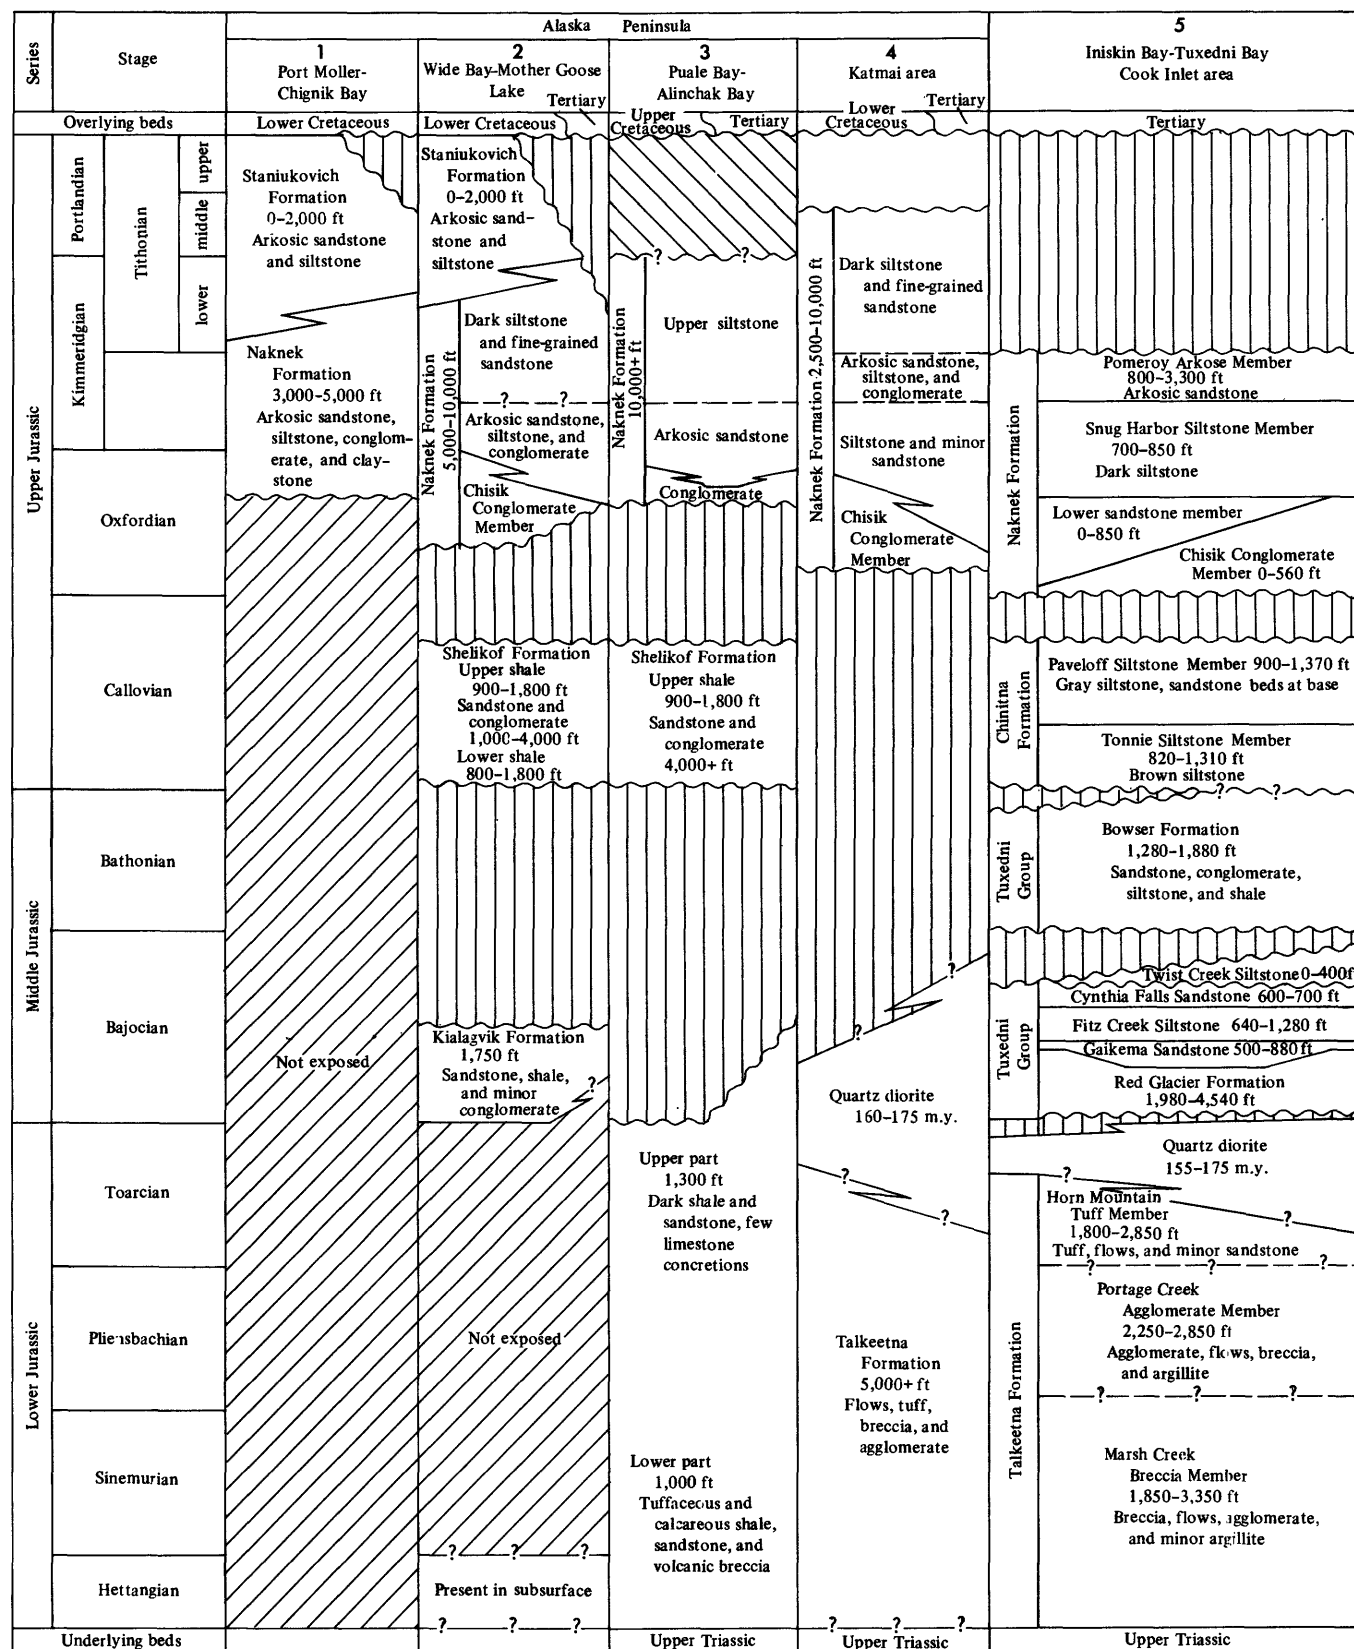 Series
Stage
Alaska Peninsula
1
Port Moller-
Chignik Bay
2
Wide Bay-Mother Goose
Lake
3
Puale Bay-
Alinchak Bay
4
Katmai area
5
Iniskin Bay-Tuxedni Bay
Cook Inlet area
Overlying beds
Lower Cretaceous
Lower Cretaceous
Tertiary
Upper
Cretaceous
Tertiary
Lower
Cretaceous
Tertiary
Tertiary
Upper Jurassic
Middle Jurassic
Lower Jurassic
Portlandian
Kimmeridgian
Tithonian
upper
middle
lower
Oxfordian
Callovian
Bathonian
Bajocian
Toarcian
Pliensbachian
Sinemurian
Hettangian
Underlying beds
Staniukovich
Formation
0-2,000 ft
Arkosic sandstone
and siltstone
Naknek
Formation
3,000-5,000 ft
Arkosic sandstone,
siltstone, conglom-
erate, and clay-
stone
Not exposed
Staniukovich
Formation
0-2,000 ft
Arkosic sand-
stone and
siltstone
Naknek Formation
5,000-10,000 ft
Dark siltstone
and fine-grained
sandstone
? ?
Arkosic sandstone,
siltstone, and
conglomerate
Chisik
Conglomerate
Member
Shelikof Formation
Upper shale
900-1,800 ft
Sandstone and
conglomerate
1,000-4,000 ft
Lower shale
800-1,800 ft
Kialagvik Formation
1,750 ft
Sandstone, shale,
and minor
conglomerate
?
Not exposed
? ? ?
Present in subsurface
? ? ?
? ?
Naknek Formation
10,000+ ft
Upper siltstone
Arkosic sandstone
Conglomerate
Shelikof Formation
Upper shale
900-1,800 ft
Sandstone and
conglomerate
4,000+ ft
Upper part
1,300 ft
Dark shale and
sandstone, few
limestone
concretions
Lower part
1,000 ft
Tuffaceous and
calcareous shale,
sandstone, and
volcanic breccia
Upper Triassic
Naknek Formation 2,500-10,000 ft
Dark siltstone
and fine-grained
sandstone
Arkosic sandstone,
siltstone, and
conglomerate
Siltstone and minor
sandstone
Chisik
Conglomerate
Member
?
?
Quartz diorite
160-175 m.y.
?
?
Talkeetna
Formation
5,000+ ft
Flows, tuff,
breccia, and
agglomerate
? ? ?
Upper Triassic
Naknek Formation
Pomeroy Arkose Member
800-3,300 ft
Arkosic sandstone
Snug Harbor Siltstone Member
700-850 ft
Dark siltstone
Lower sandstone member
0-850 ft
Chisik Conglomerate
Member 0-560 ft
Chinitna
Formation
Paveloff Siltstone Member 900-1,370 ft
Gray siltstone, sandstone beds at base
Tonnie Siltstone Member
820-1,310 ft
Brown siltstone
? ?
Tuxedni
Group
Bowser Formation
1,280-1,880 ft
Sandstone, conglomerate,
siltstone, and shale
Tuxedni
Group
Twist Creek Siltstone 0-400f
Cynthia Falls Sandstone 600-700 ft
Fitz Creek Siltstone 640-1,280 ft
Gaikema Sandstone 500-880 ft
Red Glacier Formation
1,980-4,540 ft
Quartz diorite
155-175 m.y.
?
Talkeetna Formation
Horn Mountain
Tuff Member
1,800-2,850 ft
?
Tuff, flows, and minor sandstone
? ? ?
Portage Creek
Agglomerate Member
2,250-2,850 ft
Agglomerate, flows, breccia,
and argillite
? ? ?
Marsh Creek
Breccia Member
1,850-3,350 ft
Breccia, flows, agglomerate,
and minor argillite
Upper Triassic